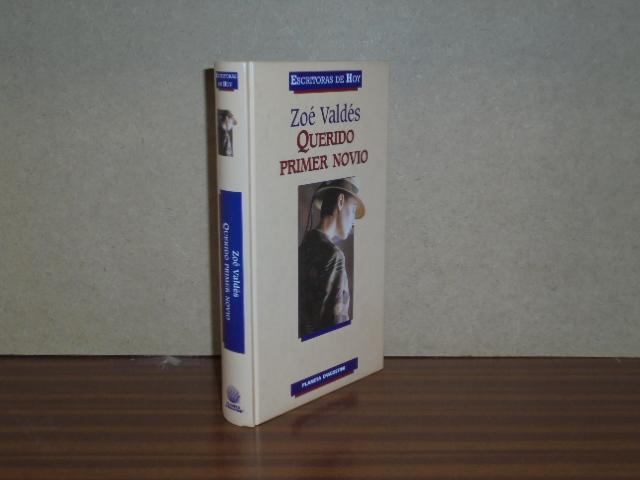 ESCRITORAS
DE HOY
Zoé Valdés
QUERIDO PRIMER NOVIO
ESCRITORAS DE HOY
Zoé Valdés
QUERIDO
PRIMER NOVIO
PLANETA DEAGOSTINI